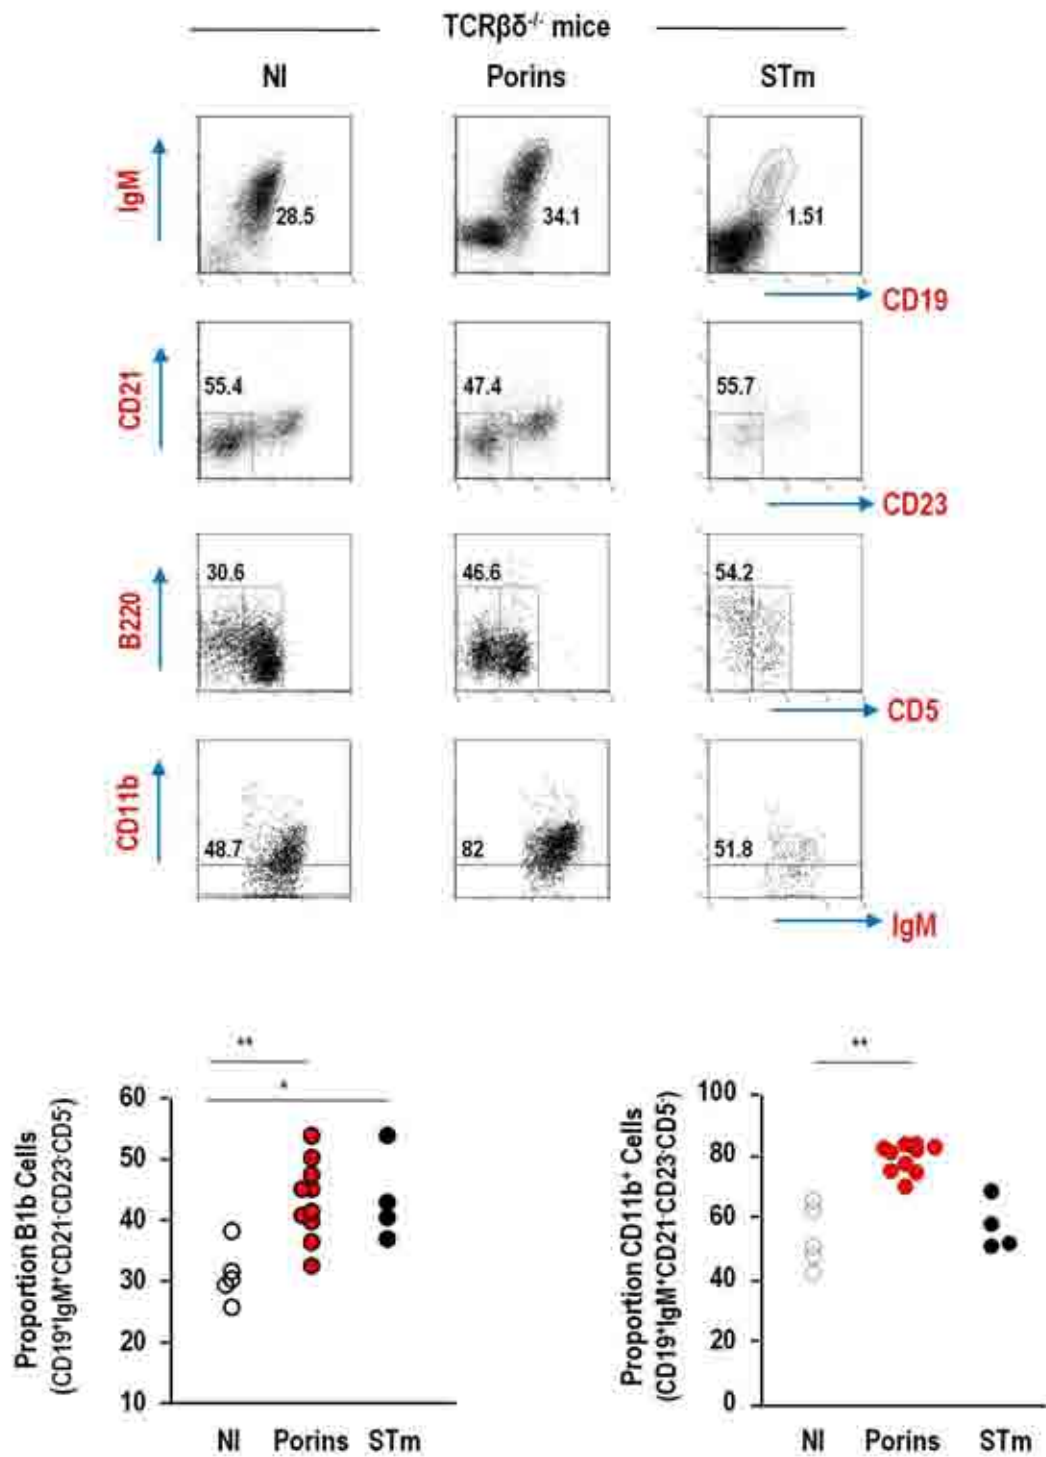 TCRβδ⁻/⁻ mice
NI Porins STm
IgM
28.5 34.1 1.51
CD19
CD21
55.4 47.4 55.7
CD23
B220
30.6 46.6 54.2
CD5
CD11b
48.7 82 51.8
IgM
**
*
Proportion B1b Cells
(CD19⁺IgM⁺CD21⁻CD23⁻CD5⁻)
60
50
40
30
20
10
NI Porins STm
**
Proportion CD11b⁺ Cells
(CD19⁺IgM⁺CD21⁻CD23⁻CD5⁻)
100
80
60
40
20
0
NI Porins STm